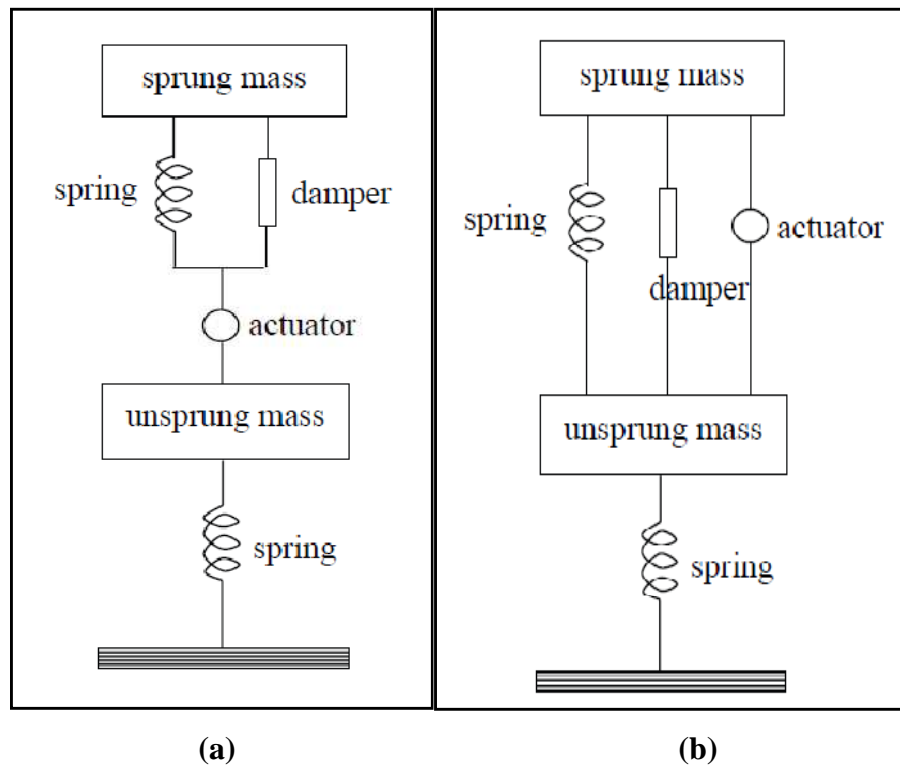 sprung mass
spring
damper
actuator
unsprung mass
spring
(a)
sprung mass
spring
actuator
damper
unsprung mass
spring
(b)